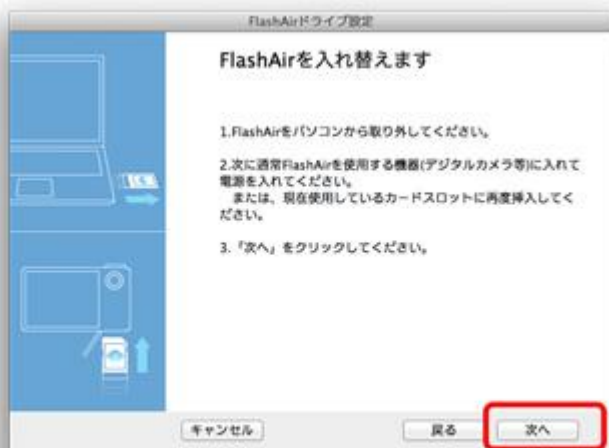 FlashAirドライブ設定
FlashAirを入れ替えます
1.FlashAirをパソコンから取り外してください。
2.次に通常FlashAirを使用する機器(デジタルカメラ等)に入れて
電源を入れてください。
または、現在使用しているカードスロットに再度挿入してく
ださい。
3.「次へ」をクリックしてください。
キャンセル
戻る
次へ